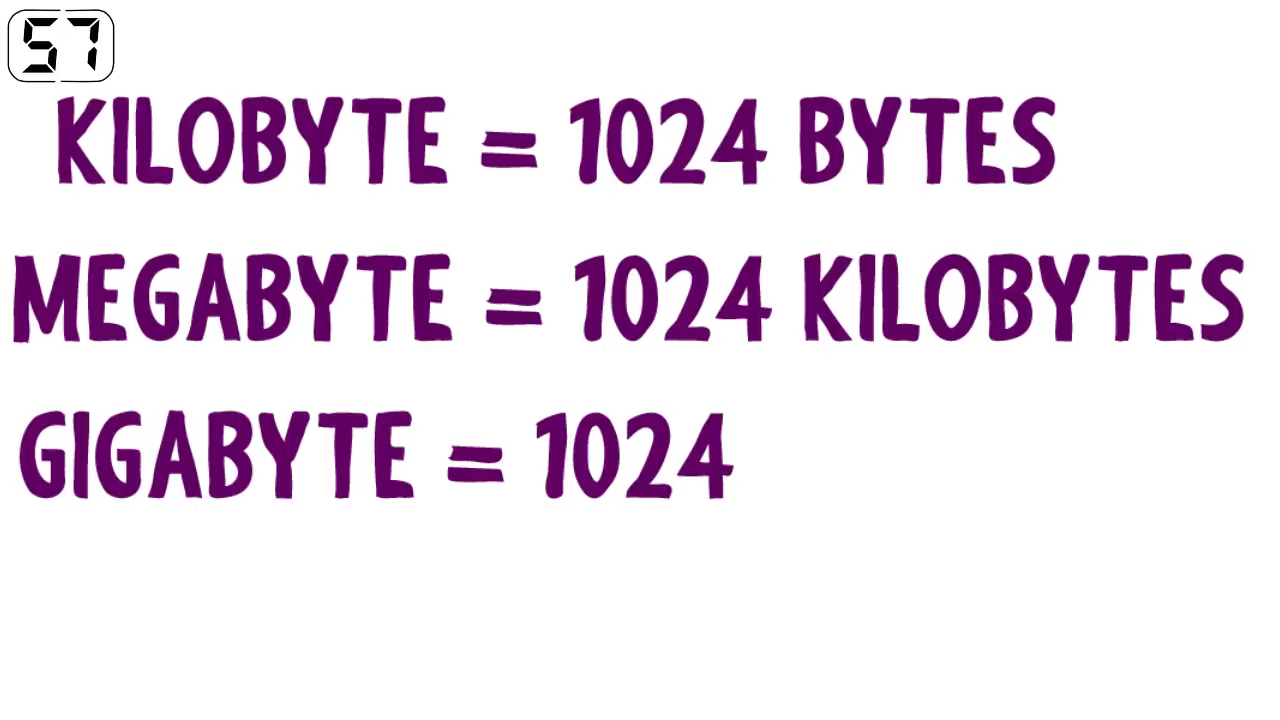 57
KILOBYTE = 1024 BYTES
MEGABYTE = 1024 KILOBYTES
GIGABYTE = 1024